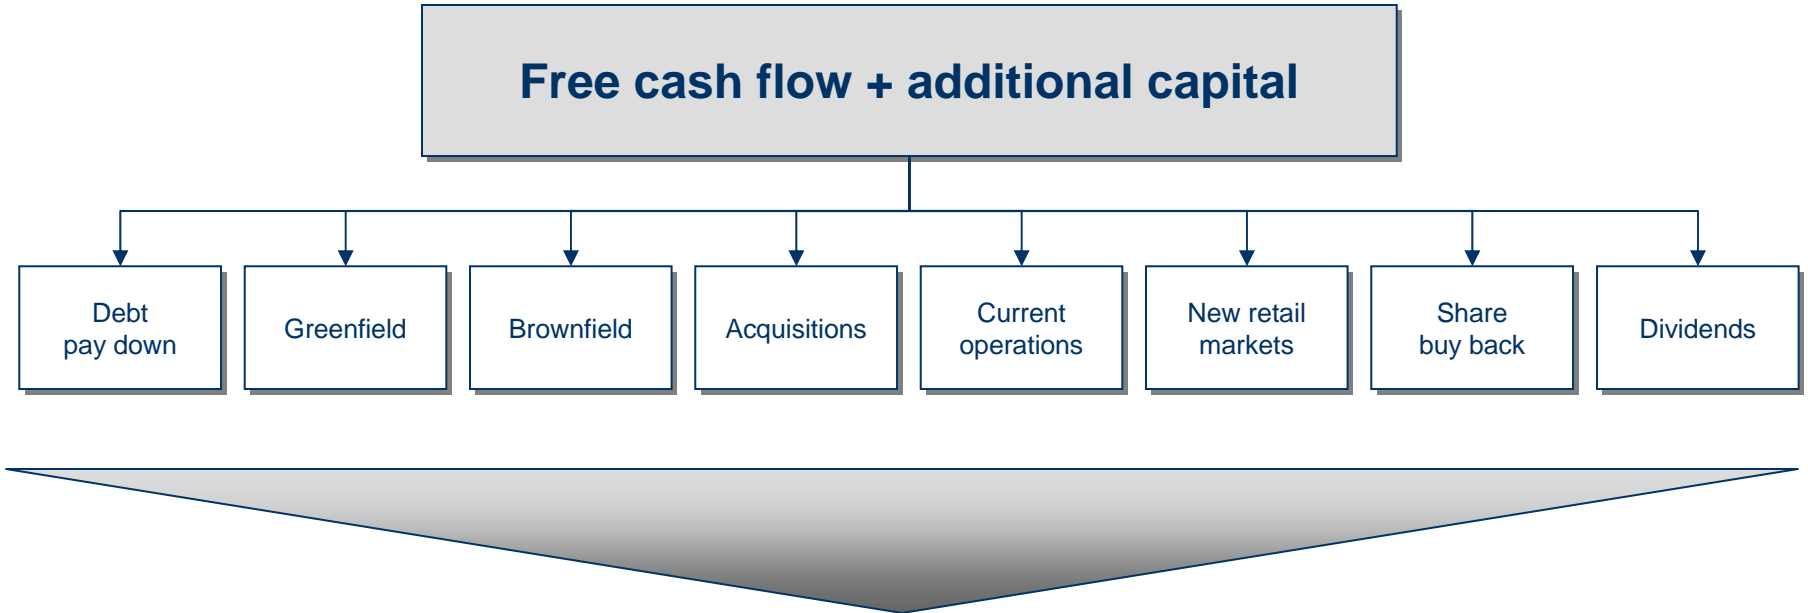 Free cash flow + additional capital
Debt
pay down
Greenfield
Brownfield
Acquisitions
Current
operations
New retail
markets
Share
buy back
Dividends